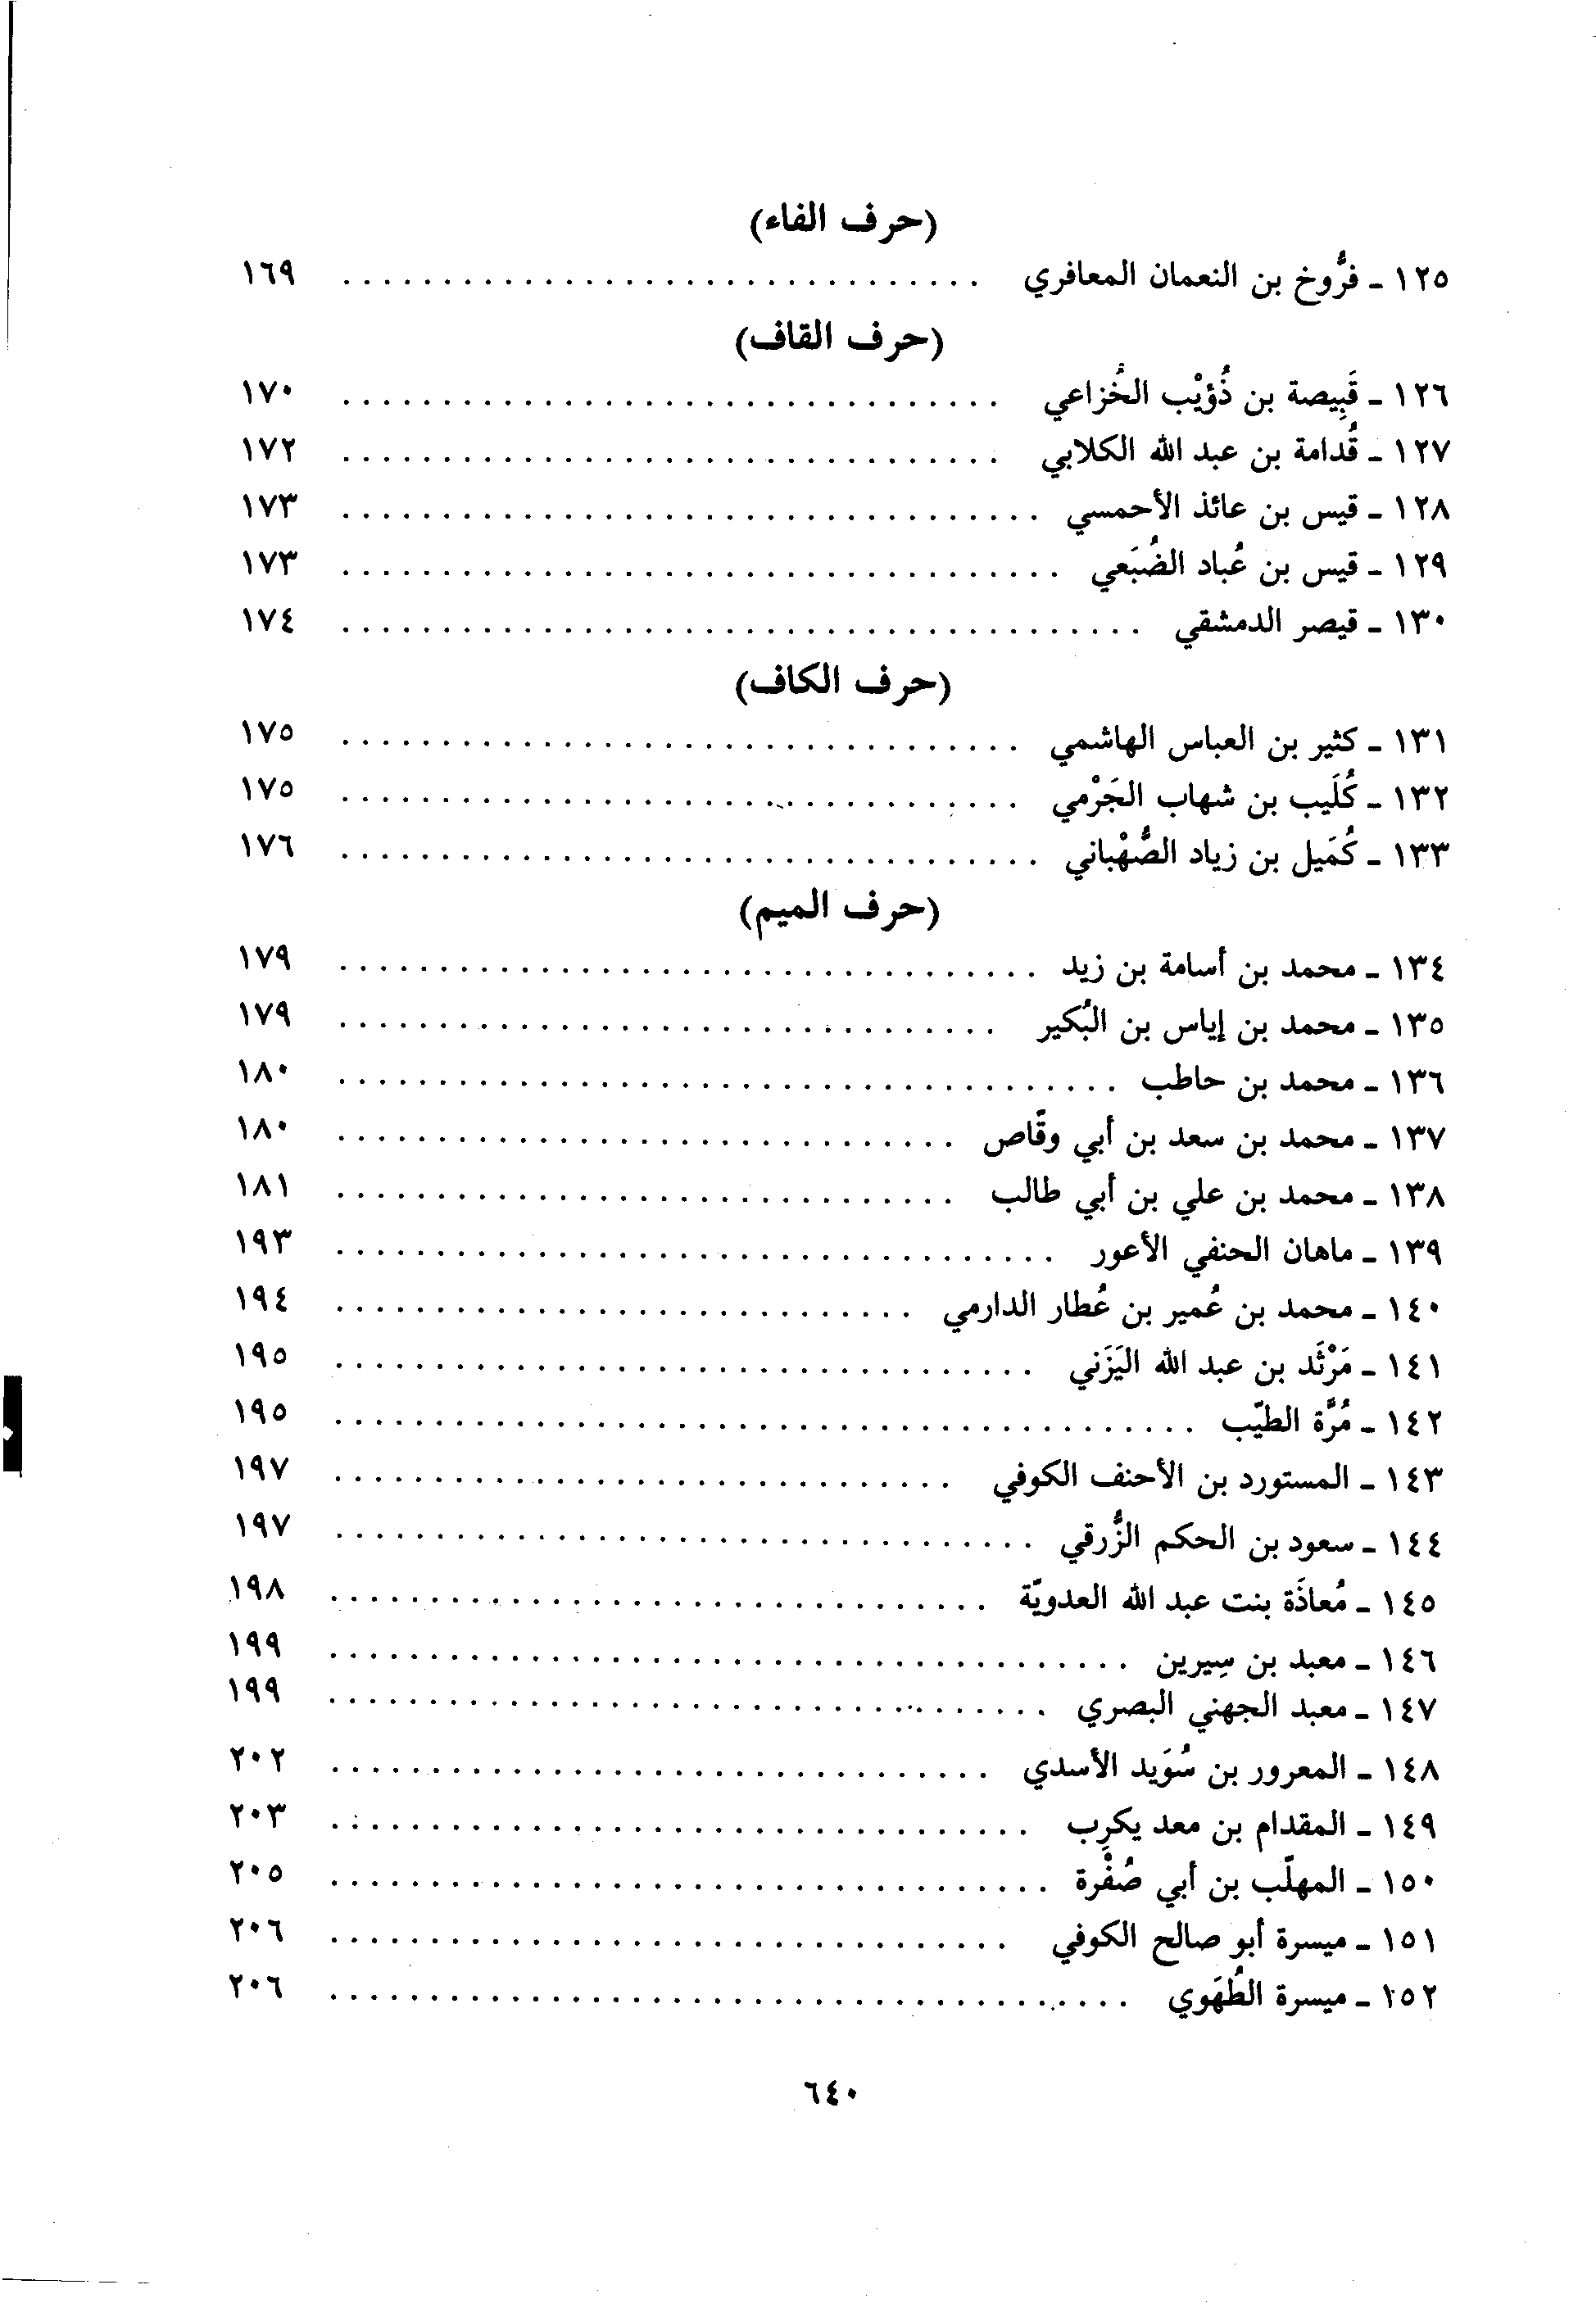 (حرف الفاء)
١٢٥ - فرُّوخ بن النعمان المعافري ................................ ١٦٩
(حرف القاف)
١٢٦ - قَبِيصة بن ذُؤيْب الخُزاعي ................................. ١٧٠
١٢٧ - قُدامة بن عبد الله الكلابي ................................. ١٧٢
١٢٨ - قيس بن عائذ الأحمسي ................................... ١٧٣
١٢٩ - قيس بن عُباد الضُبَعي .................................... ١٧٣
١٣٠ - قيصر الدمشقي ........................................ ١٧٤
(حرف الكاف)
١٣١ - كثير بن العباس الهاشمي .................................. ١٧٥
١٣٢ - كُلَيب بن شهاب الجَرْمي .................................. ١٧٥
١٣٣ - كُمَيل بن زياد الصُّهْباني ................................... ١٧٦
(حرف الميم)
١٣٤ - محمد بن أسامة بن زيد ................................... ١٧٩
١٣٥ - محمد بن إياس بن البُكير ................................. ١٧٩
١٣٦ - محمد بن حاطب ....................................... ١٨٠
١٣٧ - محمد بن سعد بن أبي وقّاص ............................... ١٨٠
١٣٨ - محمد بن علي بن أبي طالب ............................... ١٨١
١٣٩ - ماهان الحنفي الأعور .................................... ١٩٣
١٤٠ - محمد بن عُمير بن عُطار الدارمي ............................. ١٩٤
١٤١ - مَرْثَد بن عبد الله اليَزَني ................................... ١٩٥
١٤٢ - مُرَّة الطيّب ........................................... ١٩٥
١٤٣ - المستورد بن الأحنف الكوفي ............................... ١٩٧
١٤٤ - سعود بن الحكم الزُّرقي ................................... ١٩٧
١٤٥ - مُعاذَة بنت عبد الله العدويّة ................................. ١٩٨
١٤٦ - معبد بن سِيرين ........................................ ١٩٩
١٤٧ - معبد الجهني البصري .................................... ١٩٩
١٤٨ - المعرور بن سُوَيد الأسدي ................................. ٢٠٢
١٤٩ - المقدام بن معد يكرِب ................................... ٢٠٣
١٥٠ - المهلّب بن أبي صُفْرة .................................... ٢٠٥
١٥١ - ميسرة أبو صالح الكوفي .................................. ٢٠٦
١٥٢ - ميسرة الطُهَوي ........................................ ٢٠٦
٦٤٠